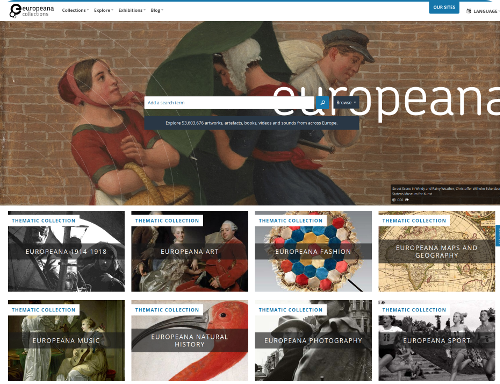 europeana
collections
Collections
Explore
Exhibitions
Blog
OUR SITES
LANGUAGE
europeana
Add a search term
Browse
Explore 53,693,676 artworks, artefacts, books, videos and sounds from across Europe.
THEMATIC COLLECTION
EUROPEANA 1914-1918
THEMATIC COLLECTION
EUROPEANA ART
THEMATIC COLLECTION
EUROPEANA FASHION
THEMATIC COLLECTION
EUROPEANA MAPS AND
GEOGRAPHY
THEMATIC COLLECTION
EUROPEANA MUSIC
THEMATIC COLLECTION
EUROPEANA NATURAL
HISTORY
THEMATIC COLLECTION
EUROPEANA PHOTOGRAPHY
THEMATIC COLLECTION
EUROPEANA SPORT